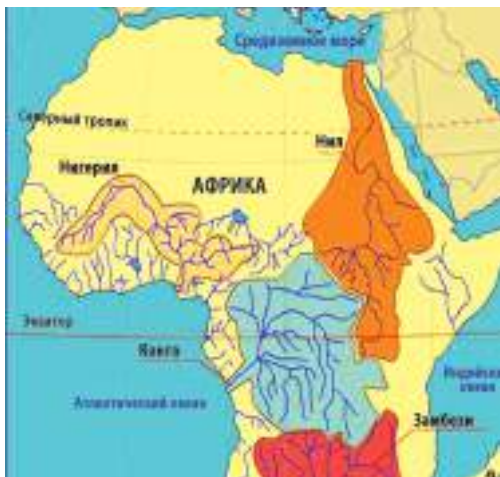 Средиземное море
Северный тропик
Нил
Нигерия
АФРИКА
Экватор
Конго
Атлантический океан
Замбези